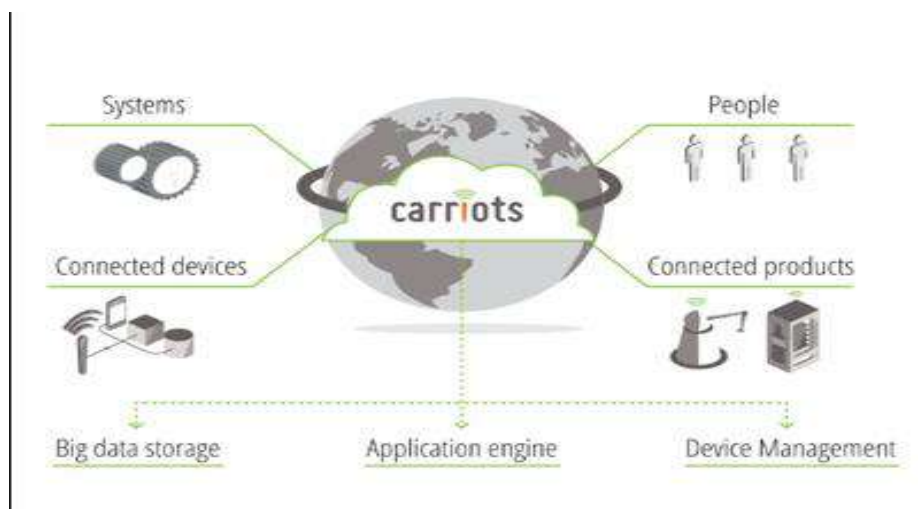 Systems
People
carriots
Connected devices
Connected products
Big data storage
Application engine
Device Management